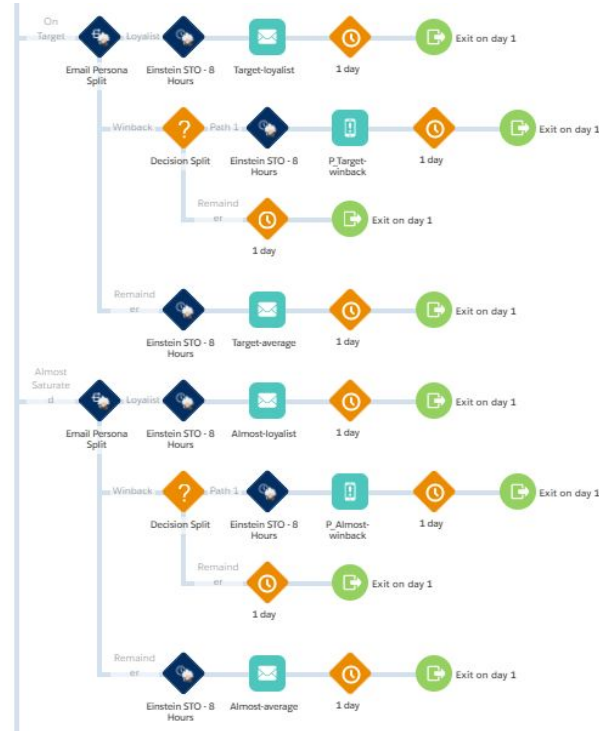 On
Target
Loyalist
Exit on day 1
Email Persona
Split
Einstein STO - 8
Hours
Target-loyalist
1 day
Winback
Path 1
Exit on day 1
Decision Split
Einstein STO - 8
Hours
P_Target-
winback
1 day
Remaind
er
Exit on day 1
1 day
Remaind
er
Exit on day 1
Einstein STO - 8
Hours
Target-average
1 day
Almost
Saturate
d
Loyalist
Exit on day 1
Email Persona
Split
Einstein STO - 8
Hours
Almost-loyalist
1 day
Winback
Path 1
Exit on day 1
Decision Split
Einstein STO - 8
Hours
P_Almost-
winback
1 day
Remaind
er
Exit on day 1
1 day
Remaind
er
Exit on day 1
Einstein STO - 8
Hours
Almost-average
1 day